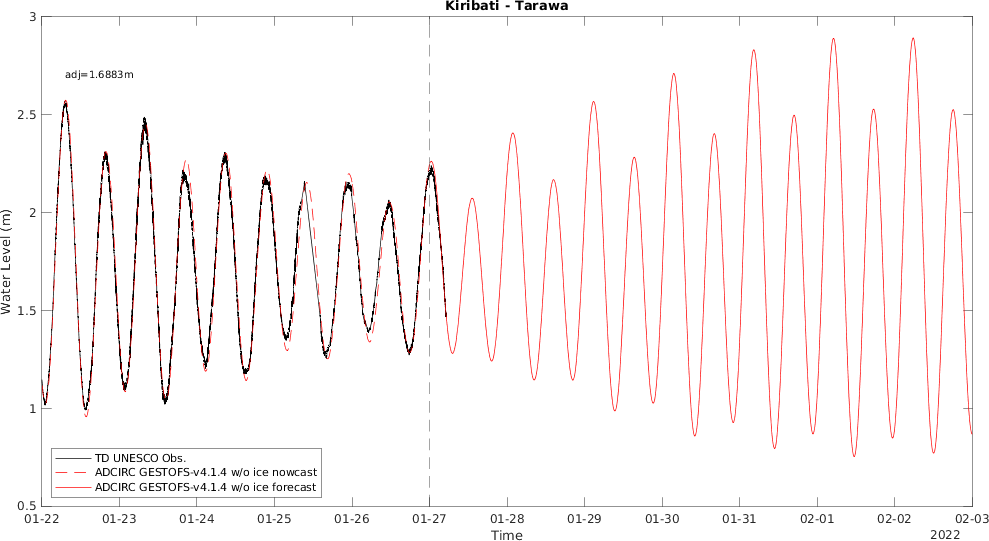 Kiribati - Tarawa
3
adj=1.6883m
2.5
2
Water Level (m)
1.5
1
TD UNESCO Obs.
ADCIRC GESTOFS-v4.1.4 w/o ice nowcast
ADCIRC GESTOFS-v4.1.4 w/o ice forecast
0.5
01-22 01-23 01-24 01-25 01-26 01-27 01-28 01-29 01-30 01-31 02-01 02-02 02-03
Time
2022